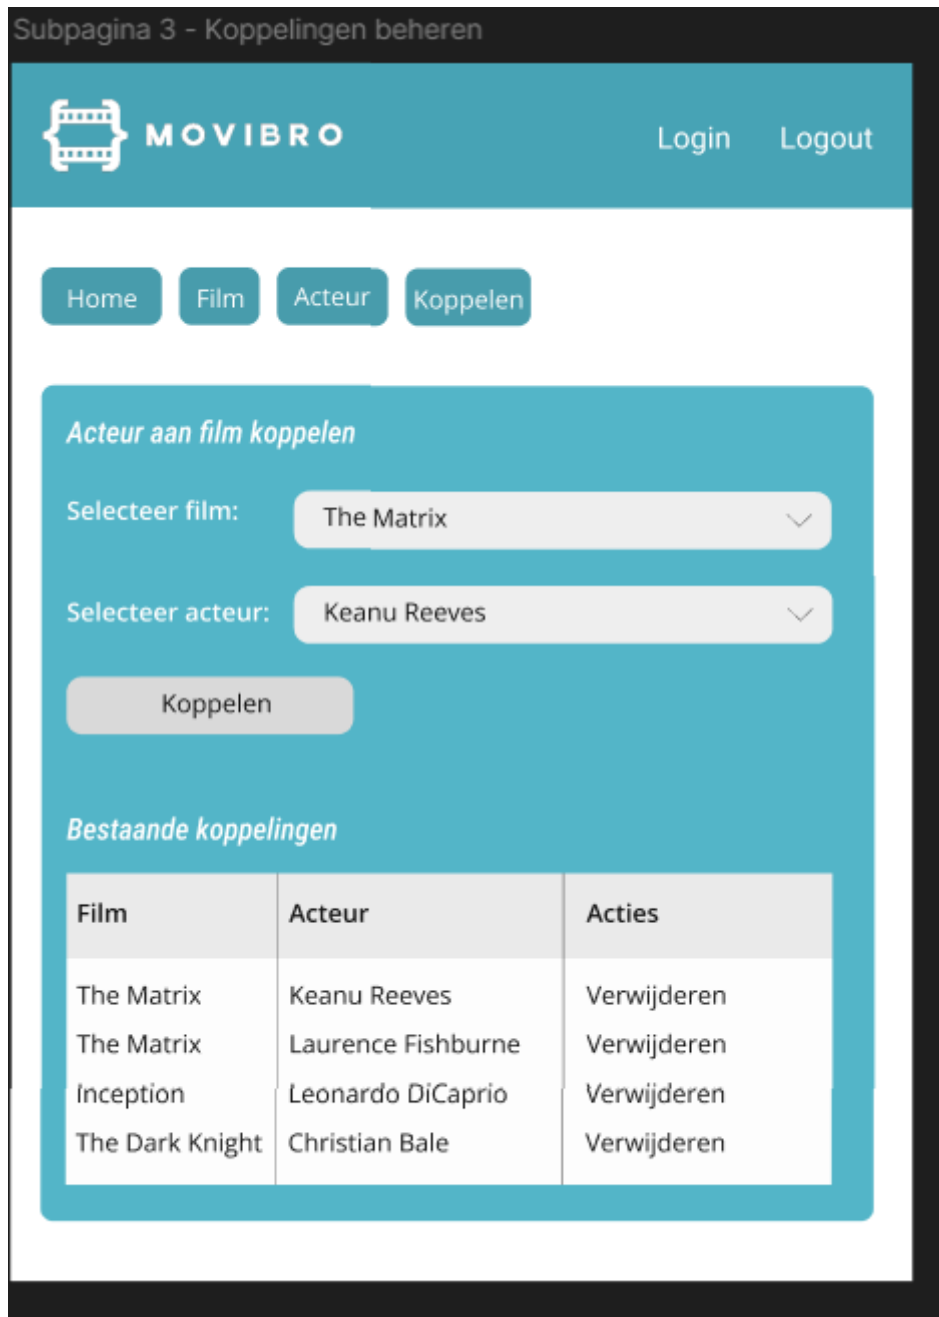 Subpagina 3 - Koppelingen beheren
MOVIBRO Login Logout
Home Film Acteur Koppelen
Acteur aan film koppelen
Selecteer film: The Matrix
Selecteer acteur: Keanu Reeves
Koppelen
Bestaande koppelingen
Film Acteur Acties
The Matrix Keanu Reeves Verwijderen
The Matrix Laurence Fishburne Verwijderen
Inception Leonardo DiCaprio Verwijderen
The Dark Knight Christian Bale Verwijderen